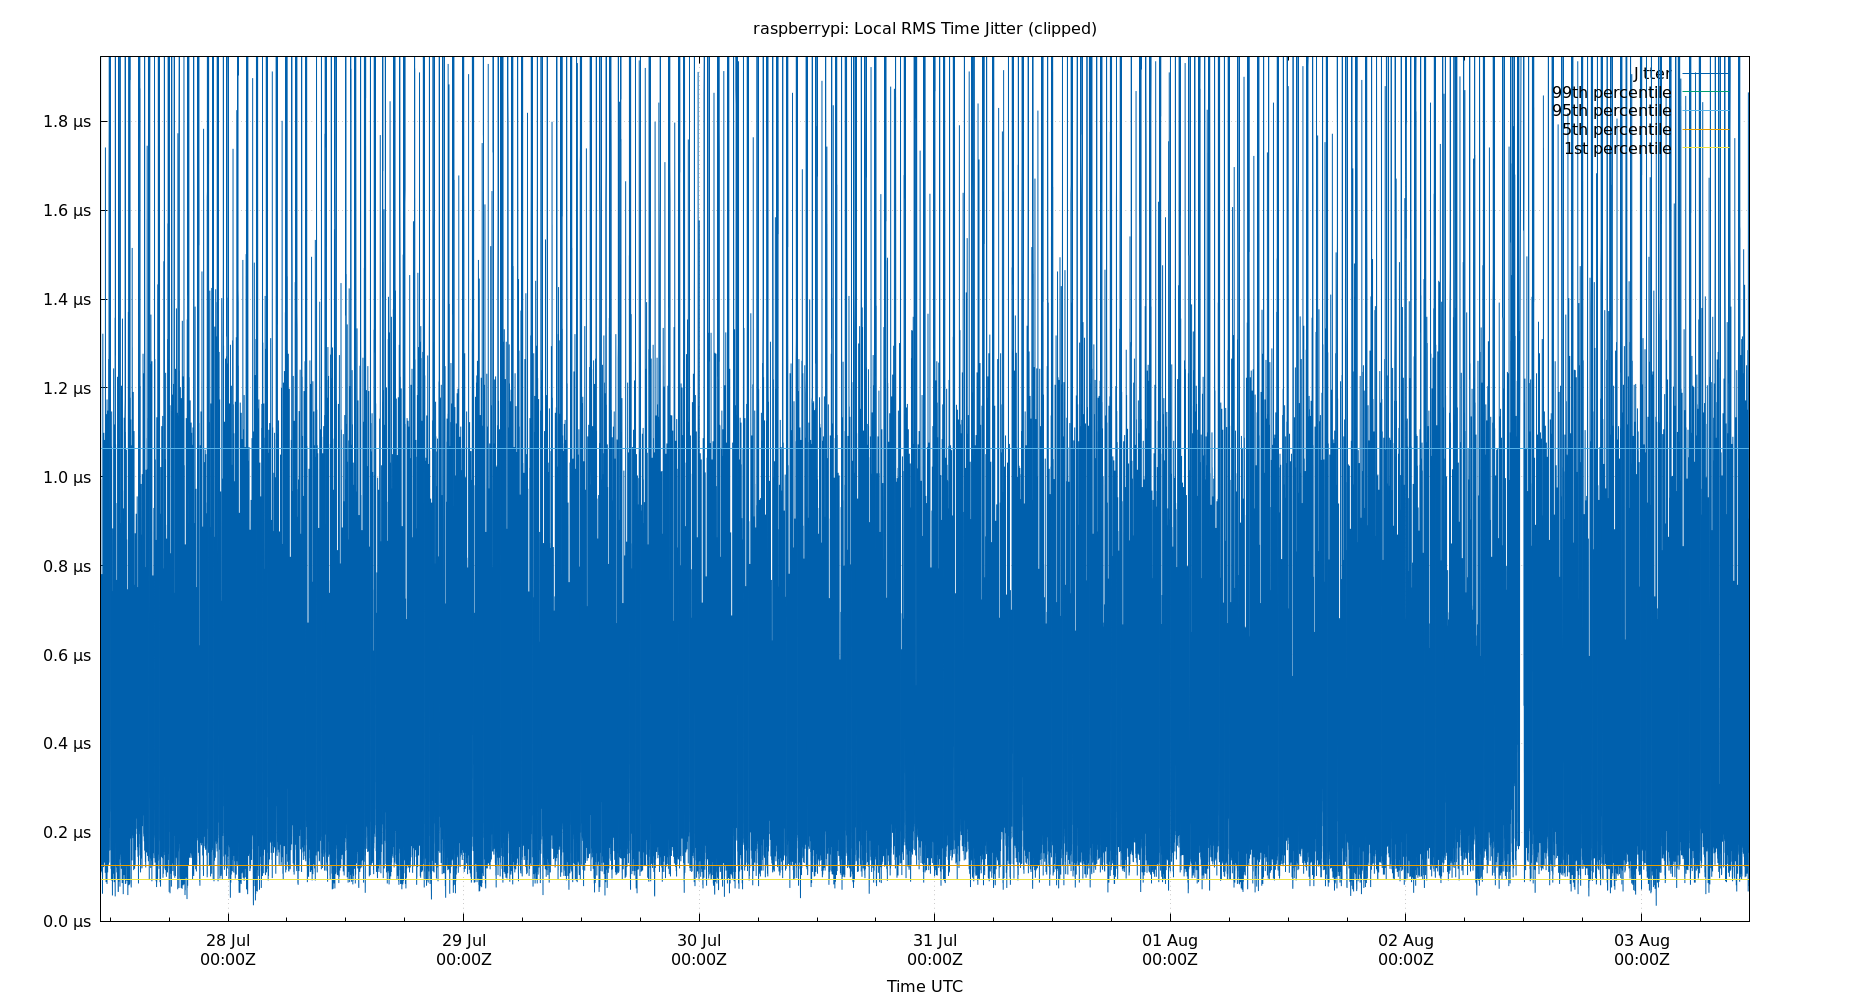 raspberrypi: Local RMS Time Jitter (clipped)
Jitter
99th percentile
95th percentile
5th percentile
1st percentile
1.8 µs
1.6 µs
1.4 µs
1.2 µs
1.0 µs
0.8 µs
0.6 µs
0.4 µs
0.2 µs
0.0 µs
28 Jul 29 Jul 30 Jul 31 Jul 01 Aug 02 Aug 03 Aug
00:00Z 00:00Z 00:00Z 00:00Z 00:00Z 00:00Z 00:00Z
Time UTC